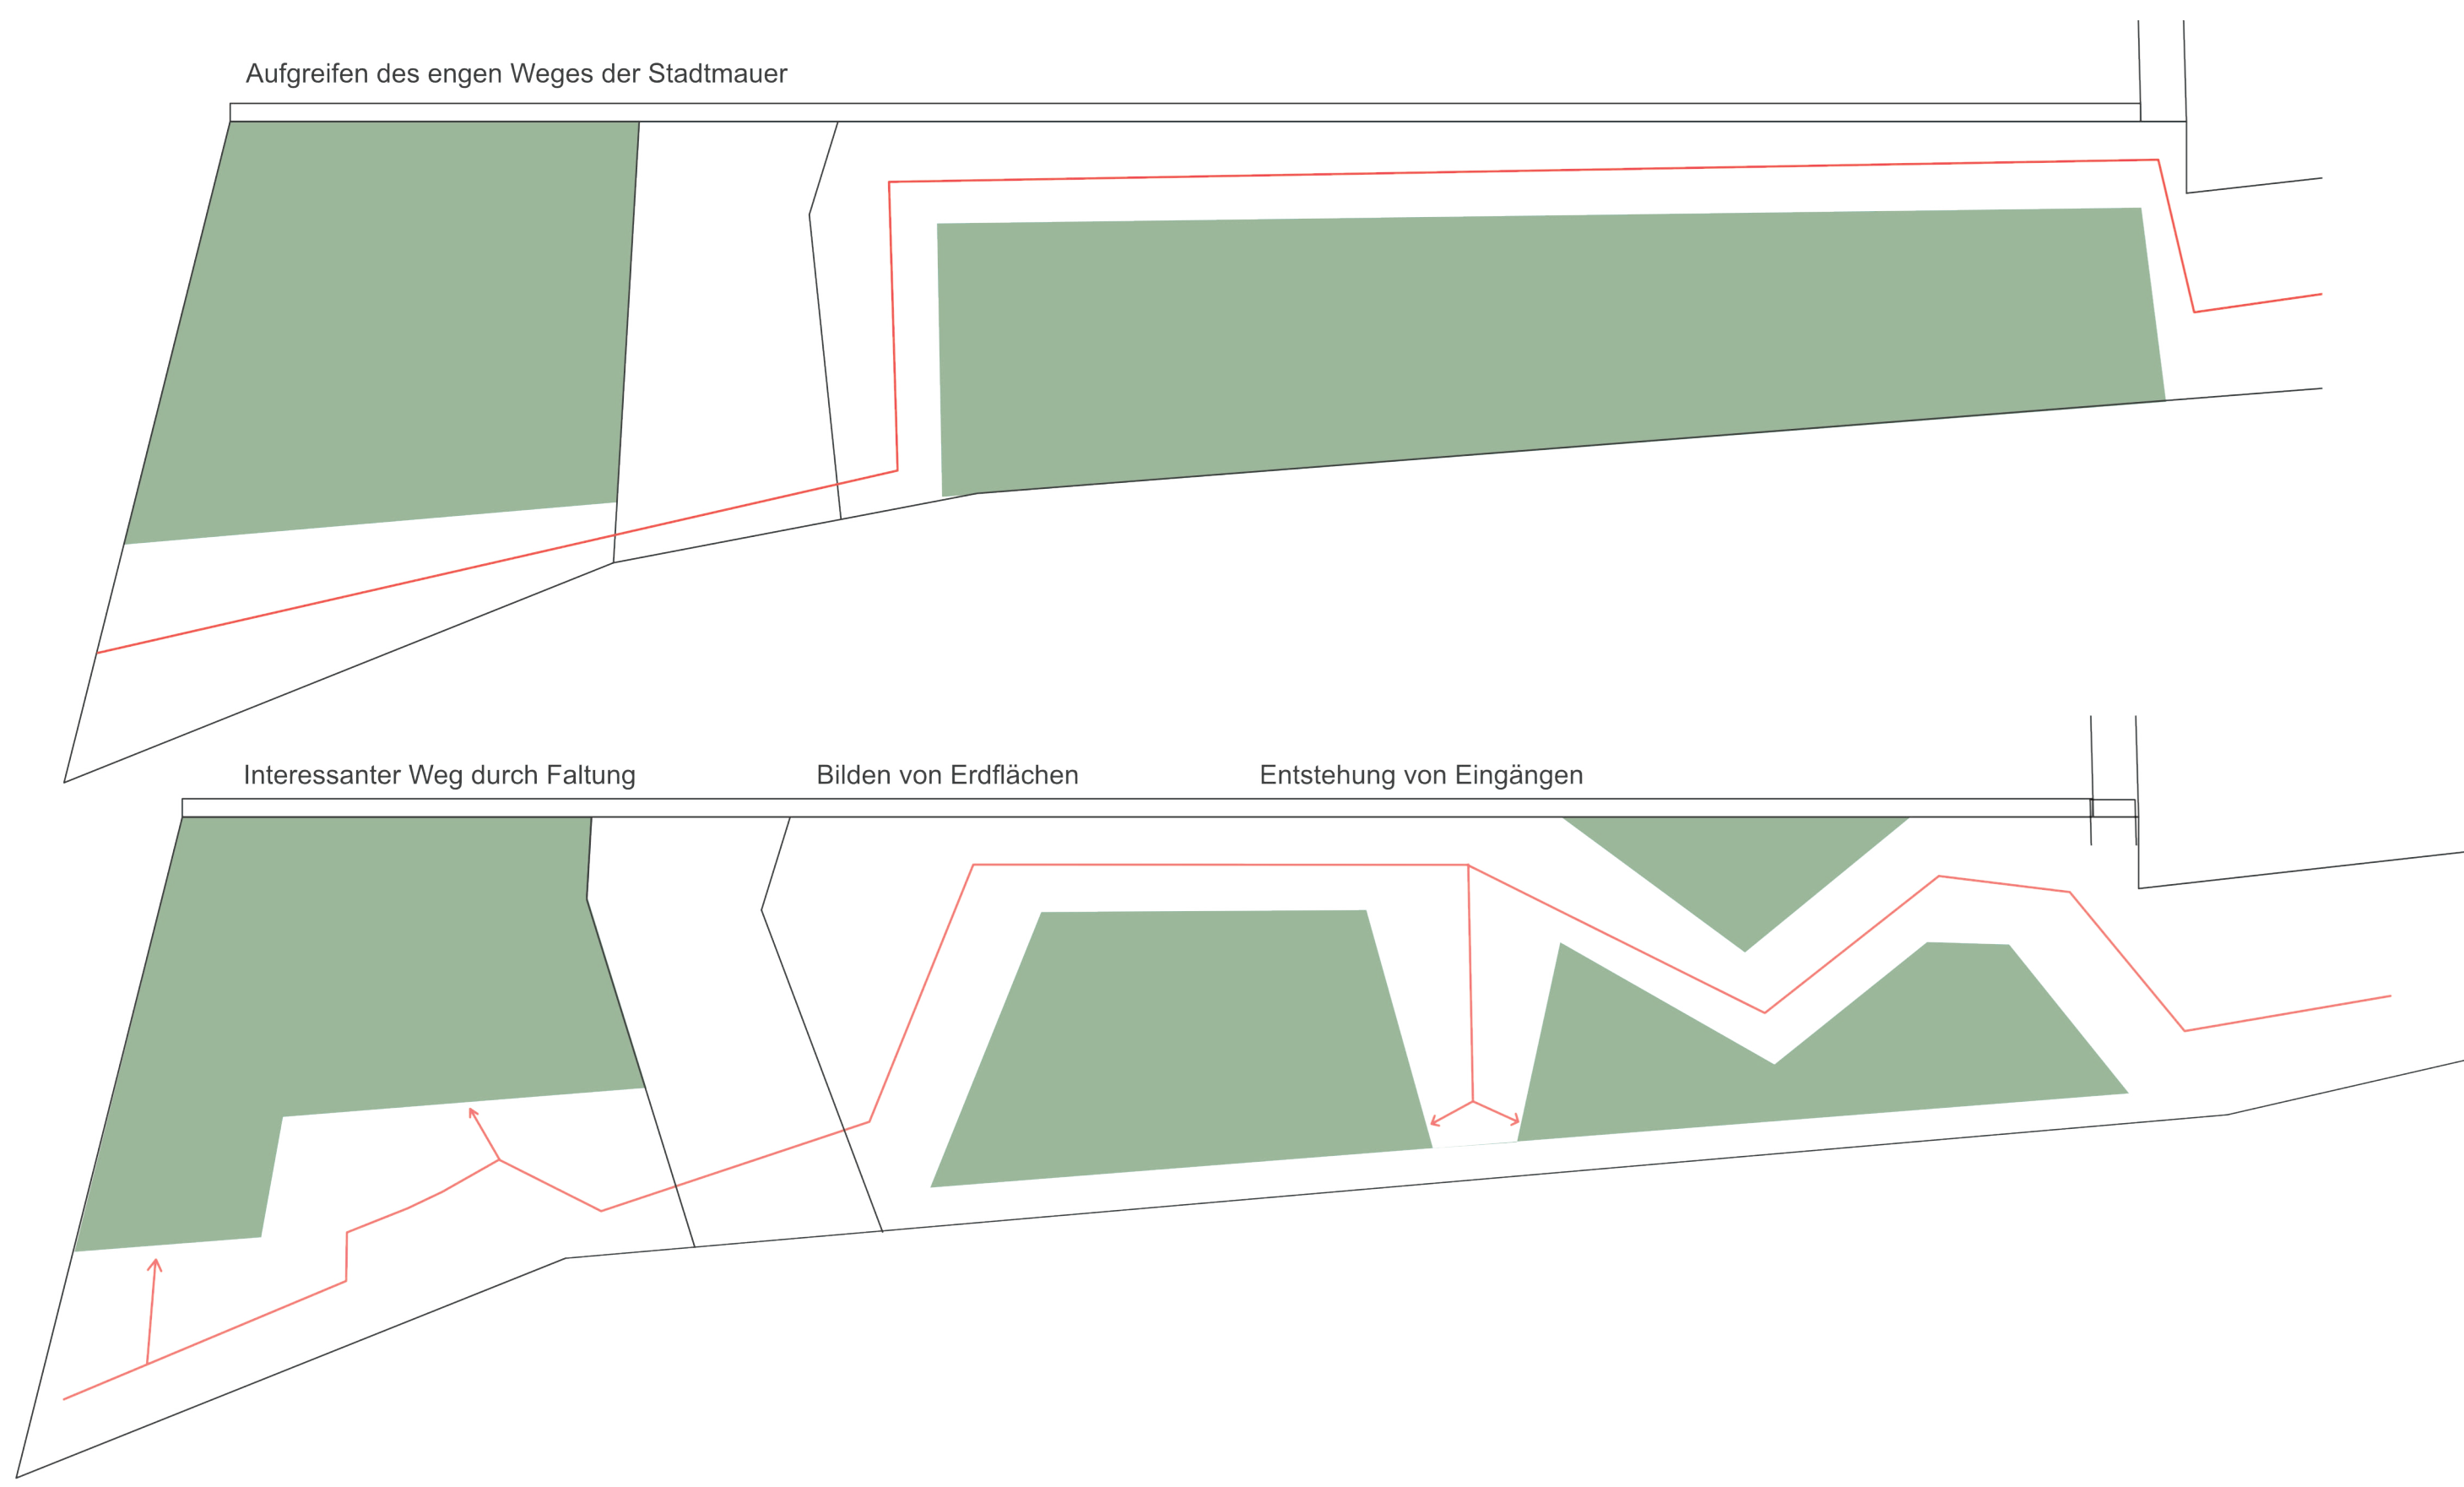 Aufgreifen des engen Weges der Stadtmauer
Interessanter Weg durch Faltung
Bilden von Erdflächen
Entstehung von Eingängen